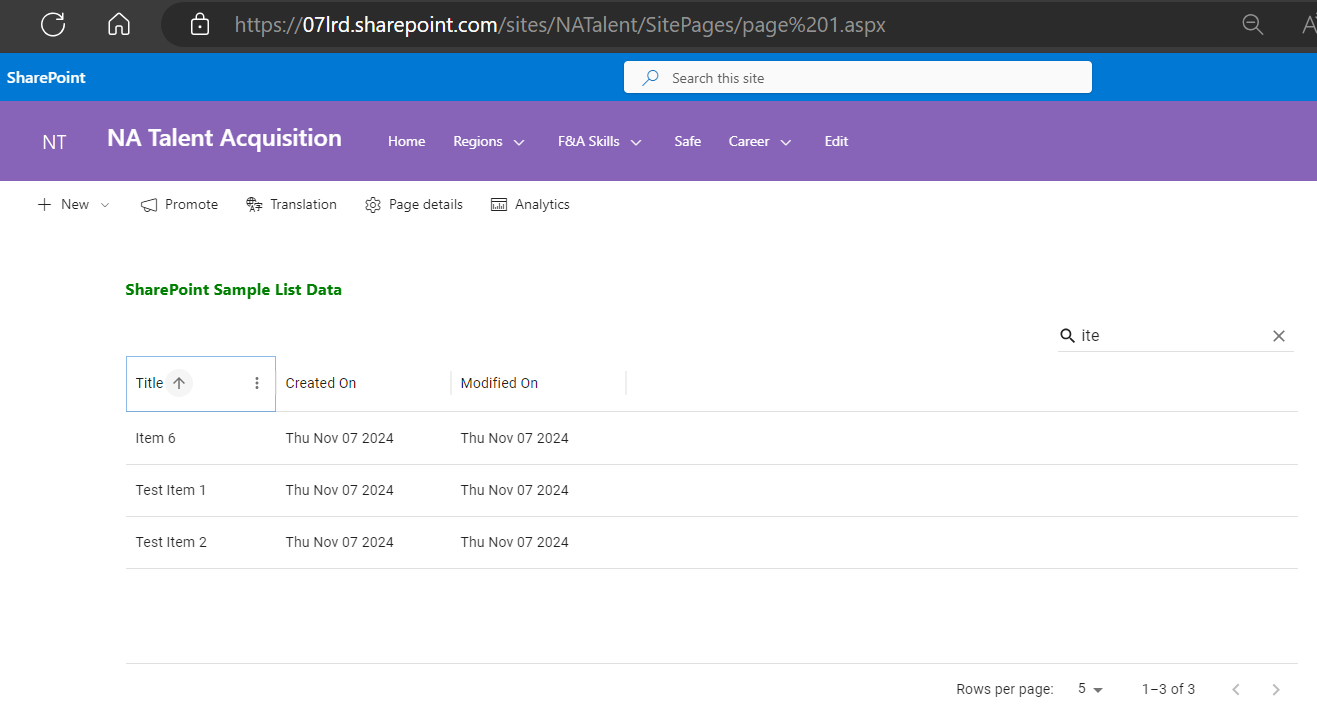 https://07lrd.sharepoint.com/sites/NATalent/SitePages/page%201.aspx
SharePoint
Search this site
NT NA Talent Acquisition Home Regions F&A Skills Safe Career Edit
New Promote Translation Page details Analytics
SharePoint Sample List Data
ite
Title Created On Modified On
Item 6 Thu Nov 07 2024 Thu Nov 07 2024
Test Item 1 Thu Nov 07 2024 Thu Nov 07 2024
Test Item 2 Thu Nov 07 2024 Thu Nov 07 2024
Rows per page: 5 1–3 of 3